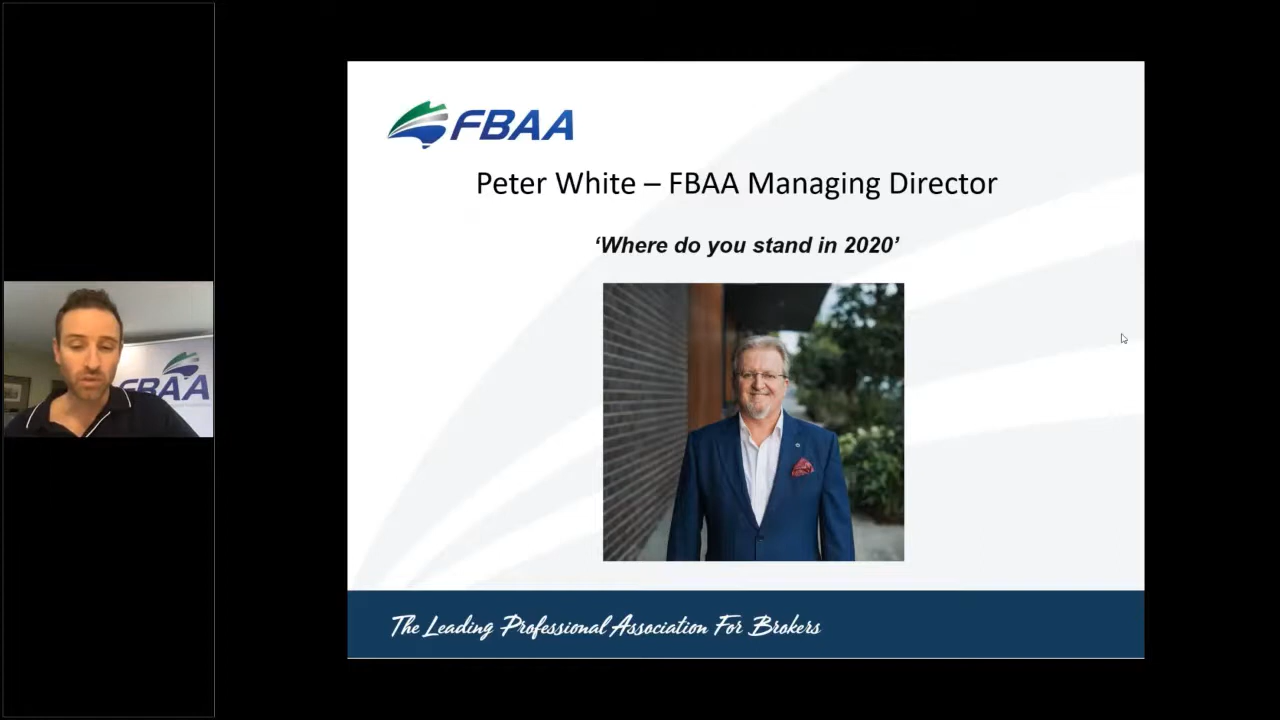 FBAA
Peter White – FBAA Managing Director
‘Where do you stand in 2020’
FBAA
The Leading Professional Association For Brokers